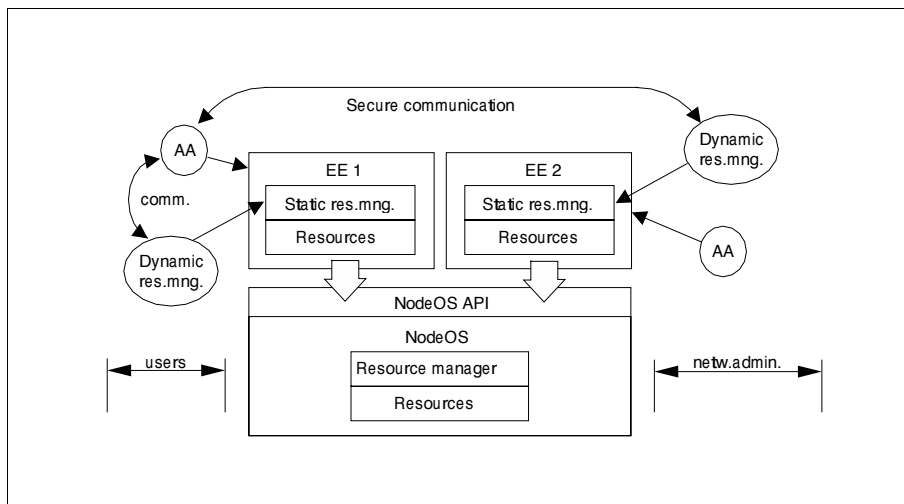 Secure communication
AA
Dynamic
res.mng.
EE 1
EE 2
comm.
Static res.mng.
Static res.mng.
Resources
Resources
AA
Dynamic
res.mng.
NodeOS API
NodeOS
users
netw.admin.
Resource manager
Resources